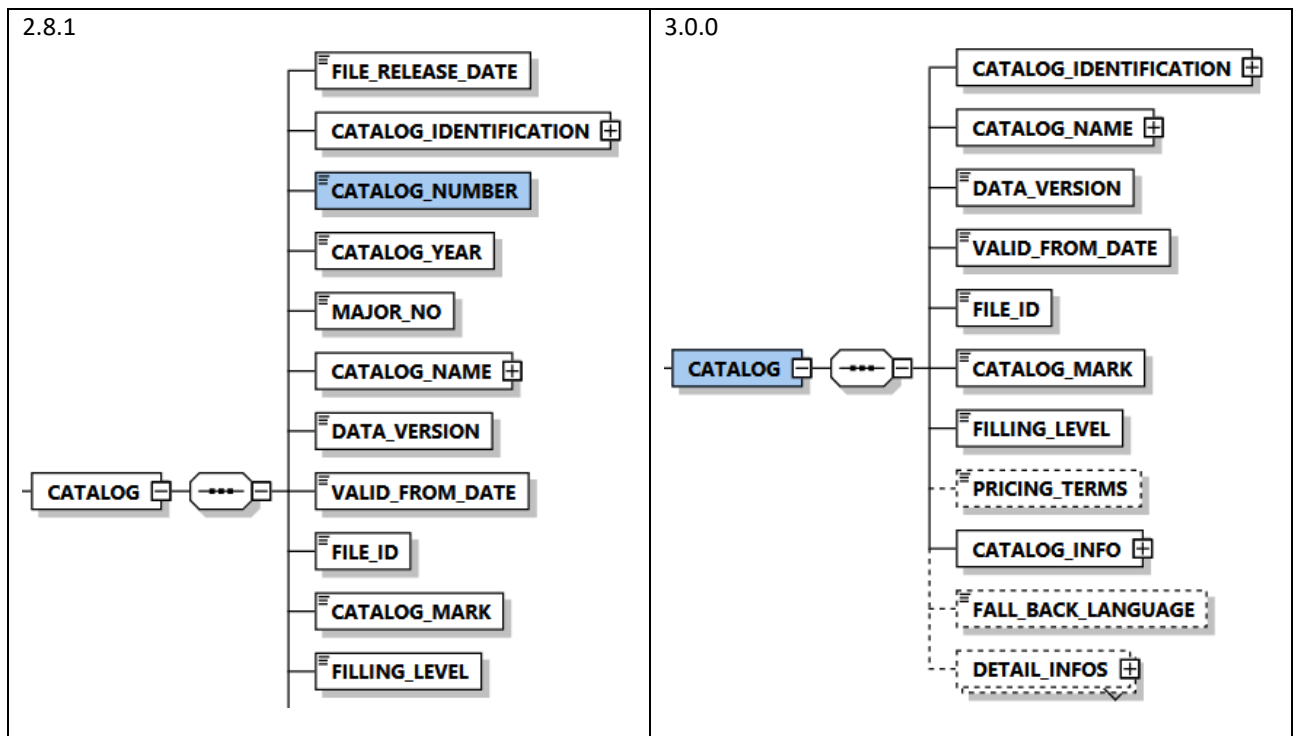 2.8.1
FILE_RELEASE_DATE
CATALOG_IDENTIFICATION
CATALOG_NUMBER
CATALOG_YEAR
MAJOR_NO
CATALOG_NAME
DATA_VERSION
CATALOG
VALID_FROM_DATE
FILE_ID
CATALOG_MARK
FILLING_LEVEL
3.0.0
CATALOG_IDENTIFICATION
CATALOG_NAME
DATA_VERSION
VALID_FROM_DATE
FILE_ID
CATALOG
CATALOG_MARK
FILLING_LEVEL
PRICING_TERMS
CATALOG_INFO
FALL_BACK_LANGUAGE
DETAIL_INFOS